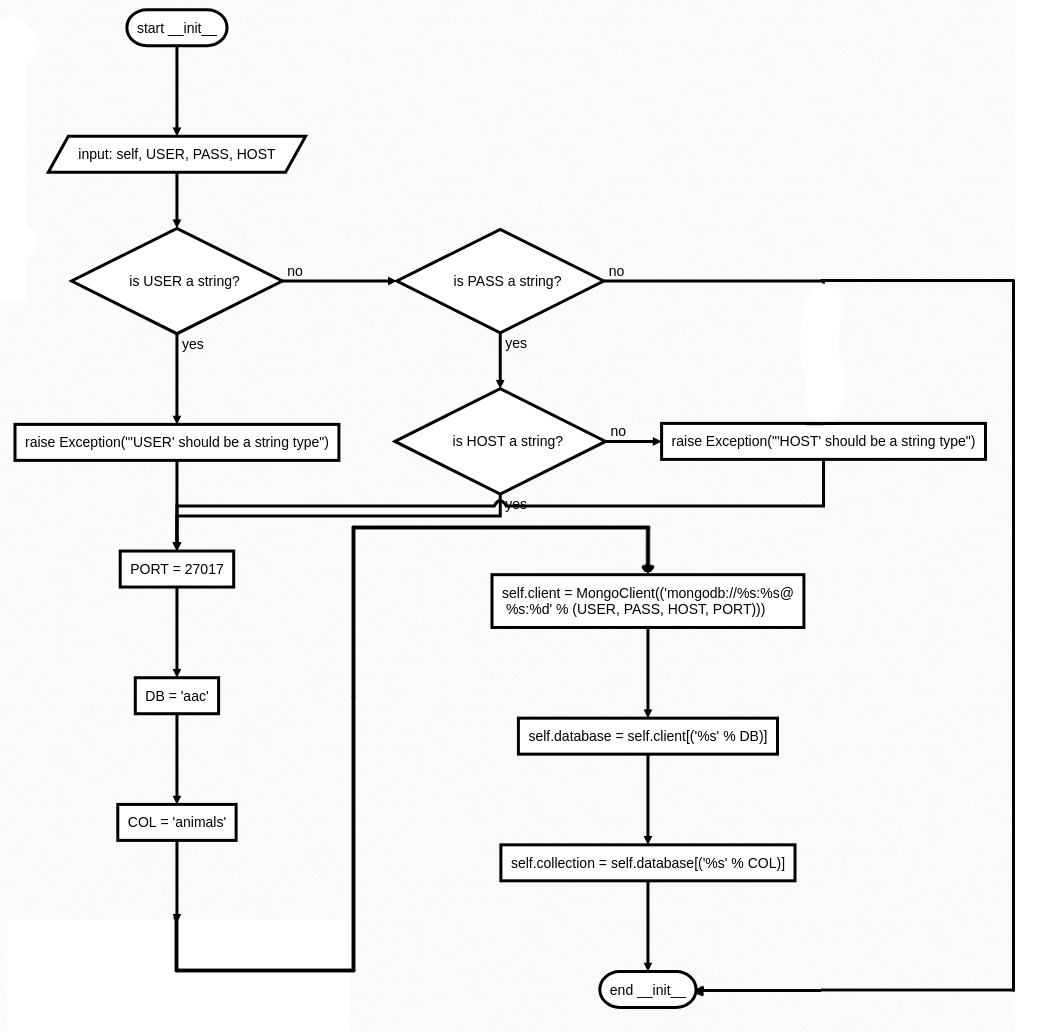 start __init__
input: self, USER, PASS, HOST
is USER a string?
no
is PASS a string?
no
yes
yes
raise Exception("'USER' should be a string type")
is HOST a string?
no
raise Exception("'HOST' should be a string type")
yes
PORT = 27017
self.client = MongoClient(('mongodb://%s:%s@
%s:%d' % (USER, PASS, HOST, PORT)))
DB = 'aac'
self.database = self.client[('%s' % DB)]
COL = 'animals'
self.collection = self.database[('%s' % COL)]
end __init__